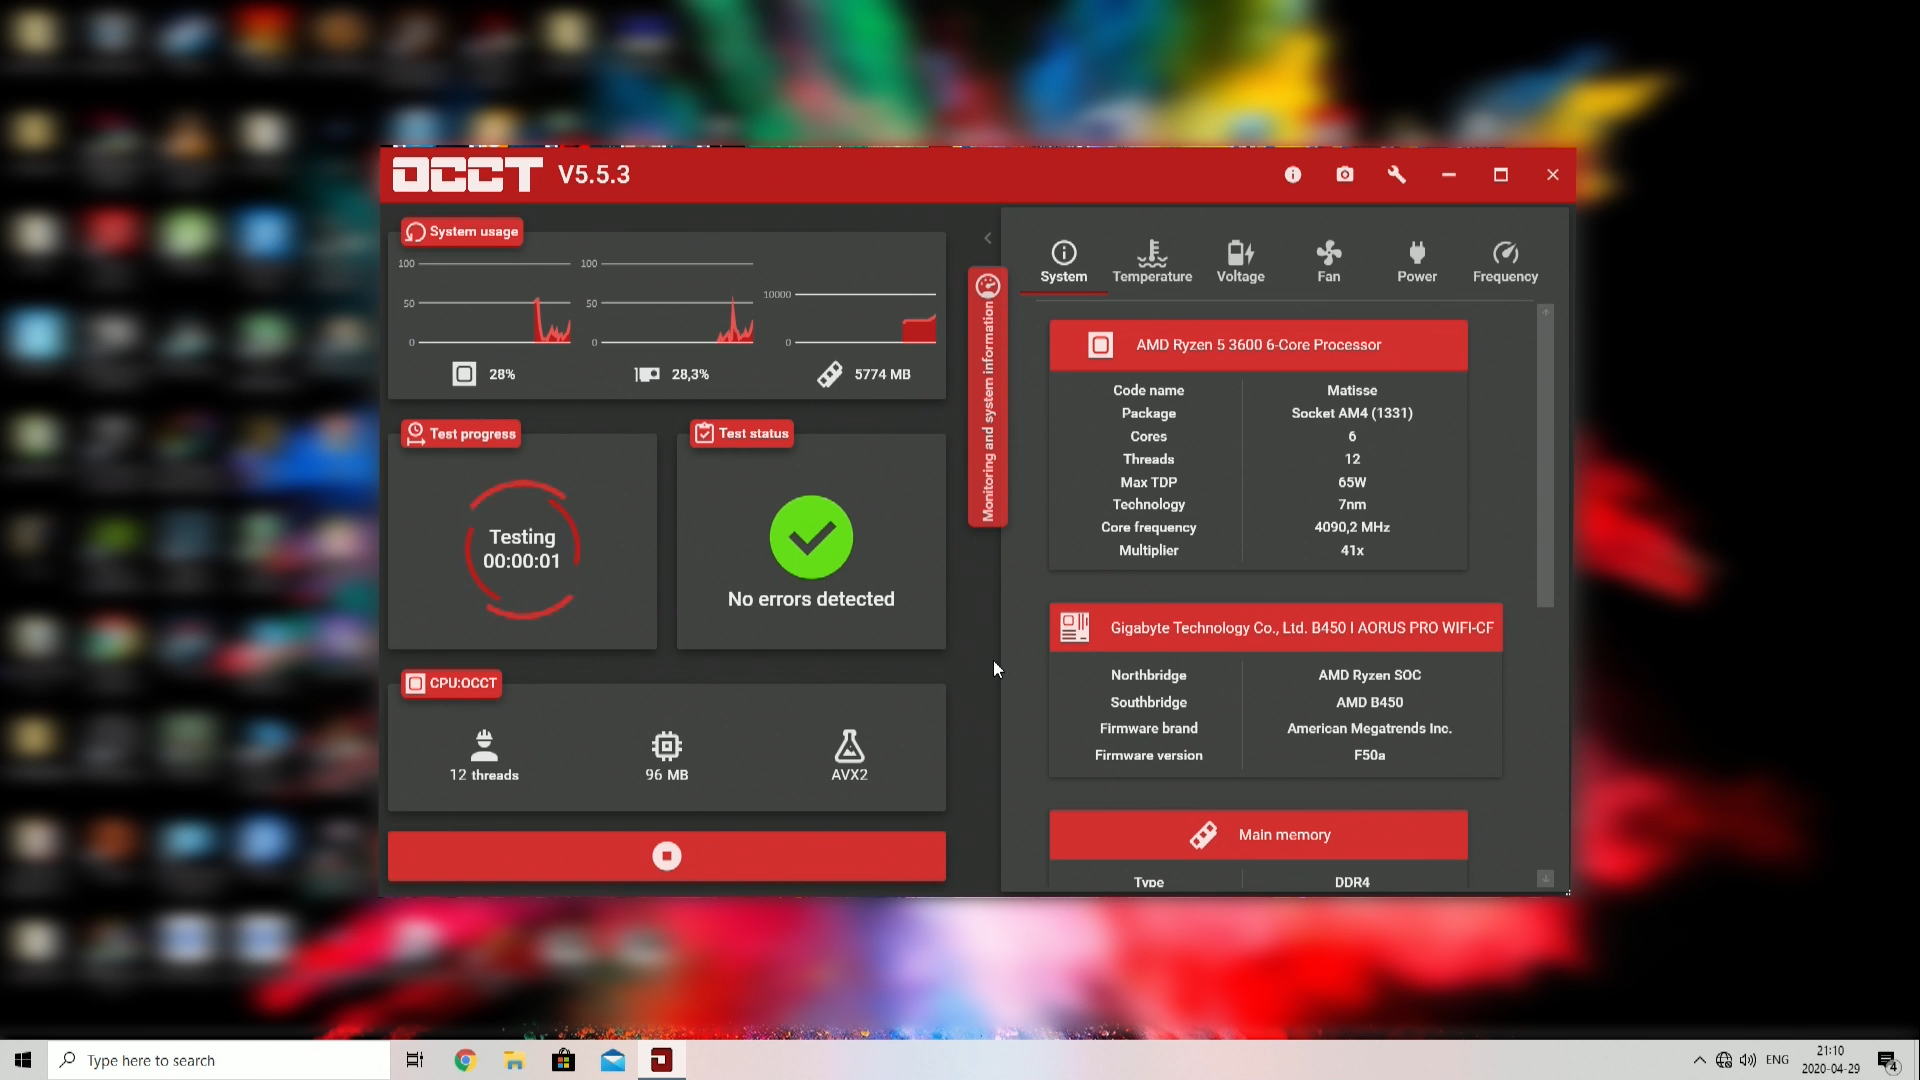 OCCT V5.5.3
System usage
100
50
0
100
50
0
10000
0
28%
28,3%
5774 MB
Test progress
Testing
00:00:01
Test status
No errors detected
CPU:OCCT
12 threads
96 MB
AVX2
Monitoring and system information
System
Temperature
Voltage
Fan
Power
Frequency
AMD Ryzen 5 3600 6-Core Processor
Code name Matisse
Package Socket AM4 (1331)
Cores 6
Threads 12
Max TDP 65W
Technology 7nm
Core frequency 4090,2 MHz
Multiplier 41x
Gigabyte Technology Co., Ltd. B450 I AORUS PRO WIFI-CF
Northbridge AMD Ryzen SOC
Southbridge AMD B450
Firmware brand American Megatrends Inc.
Firmware version F50a
Main memory
Type DDR4
Type here to search
ENG
21:10
2020-04-29
4